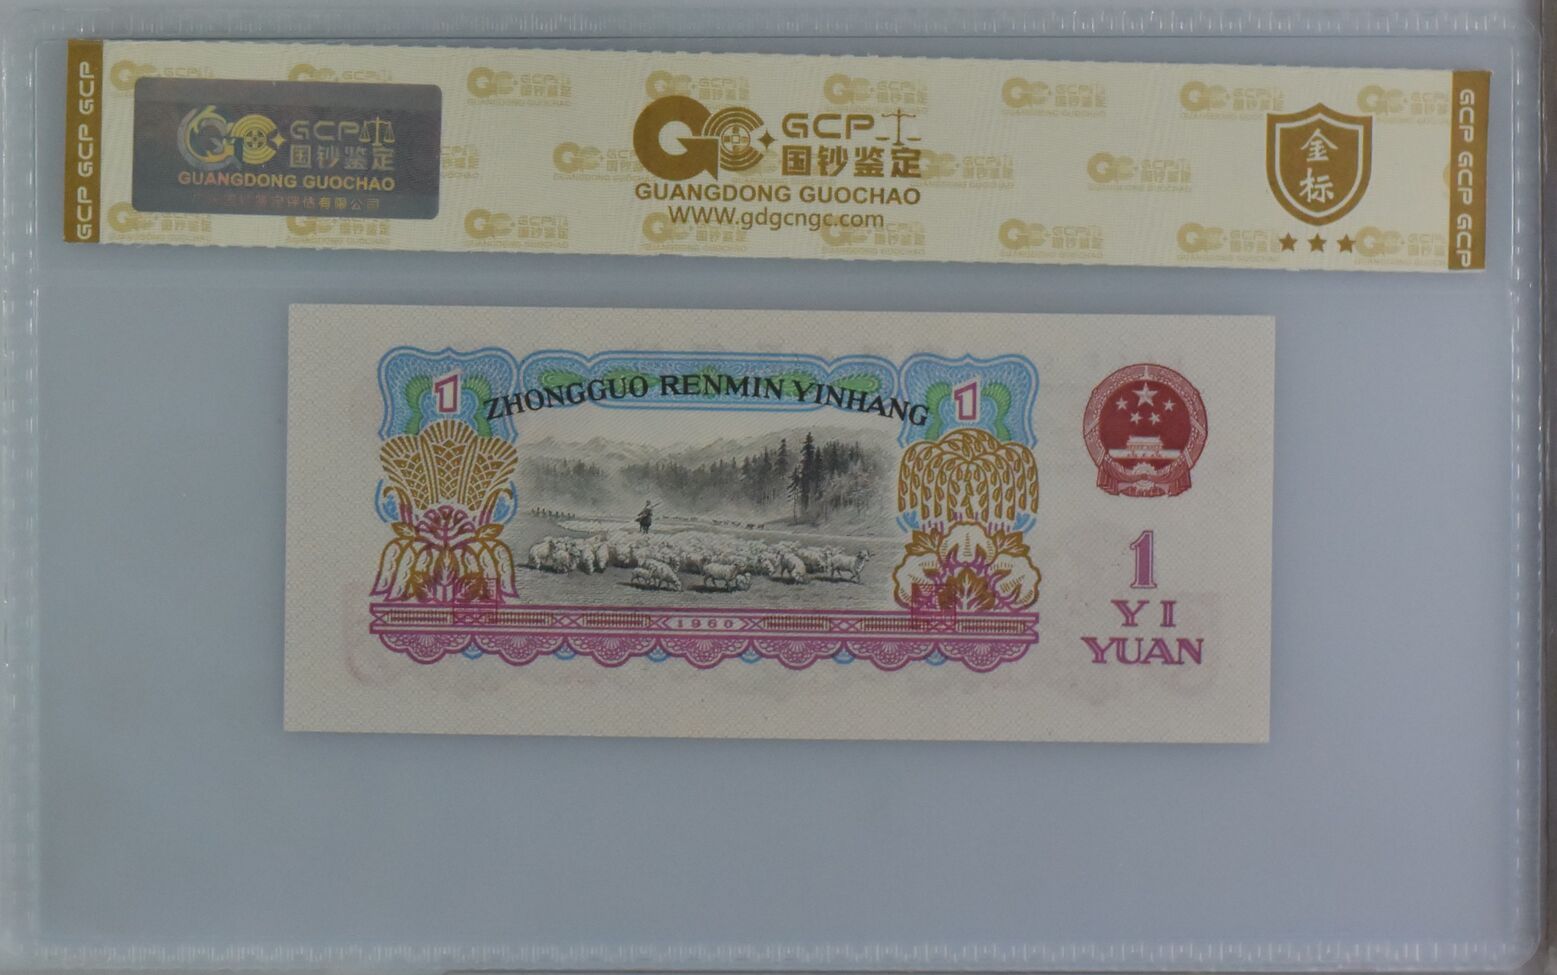 GCP GCP GCP
GCP
国钞鉴定
GUANGDONG GUOCHAO
GCP
国钞鉴定
GUANGDONG GUOCHAO
WWW.gdgcngc.com
金标
GCP GCP GCP
ZHONGGUO RENMIN YINHANG
1
1
1960
1
YI
YUAN